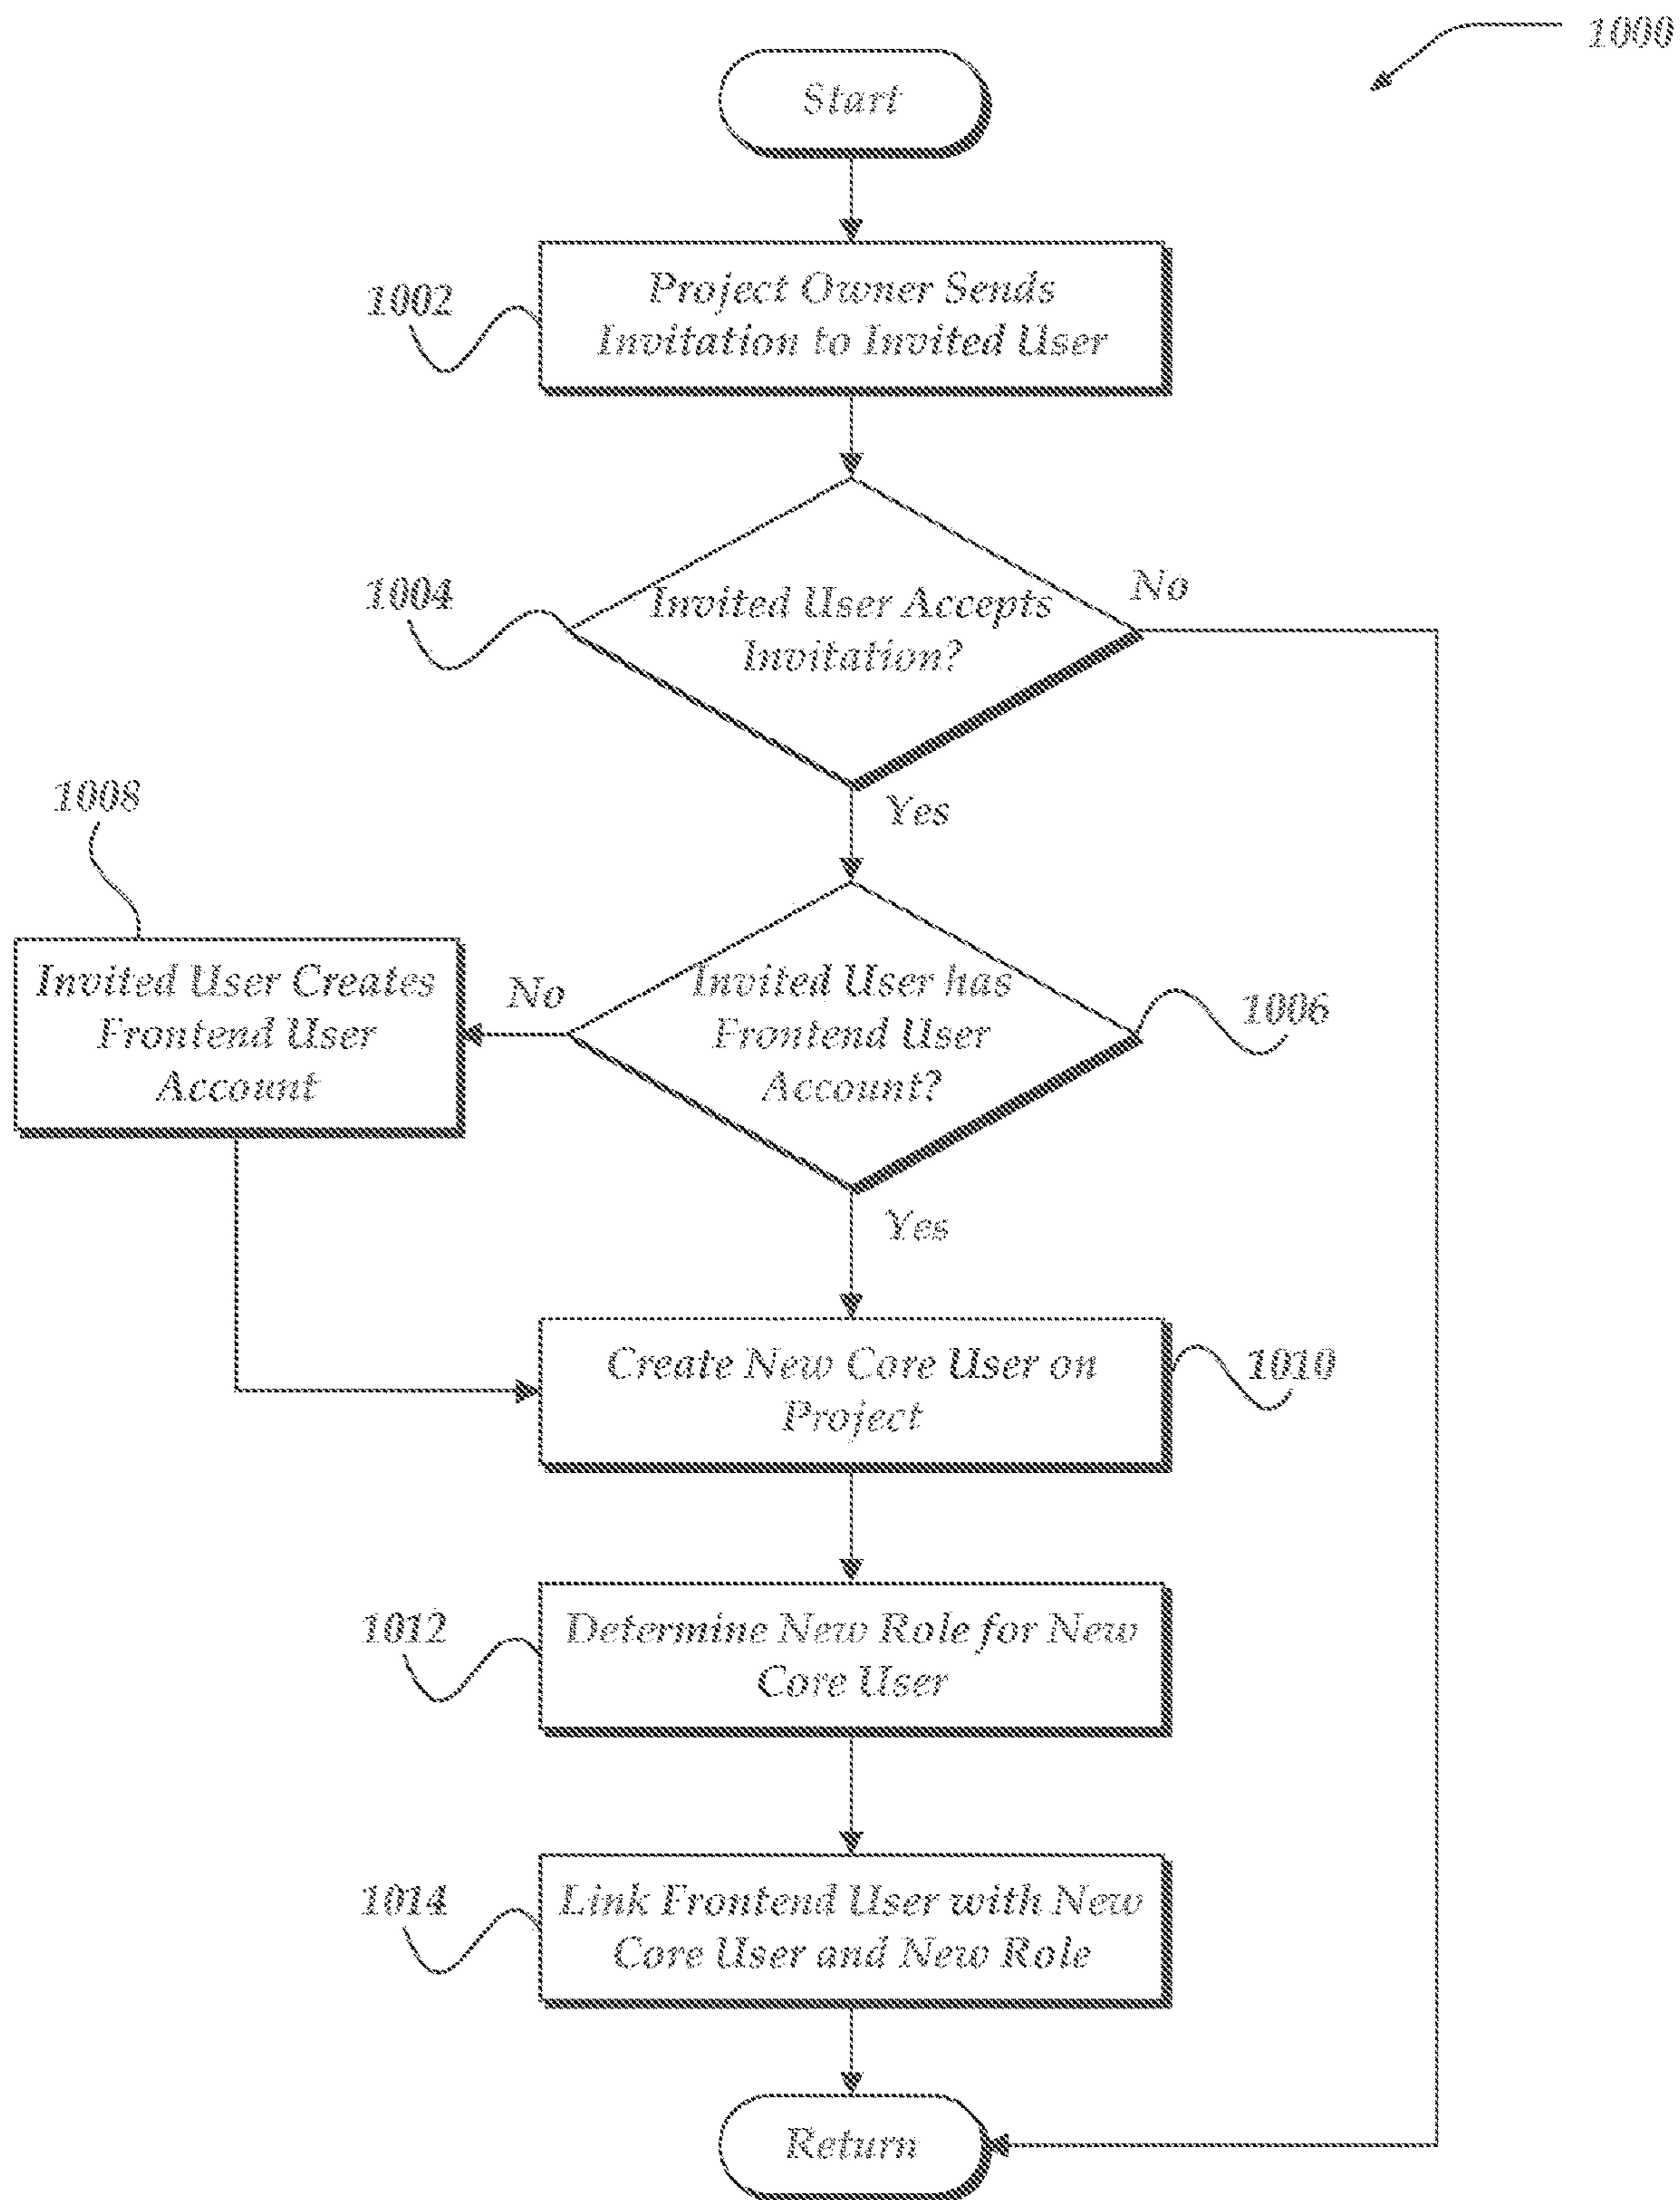 1000
Start
1002
Project Owner Sends
Invitation to Invited User
1004
Invited User Accepts
Invitation?
No
Yes
1008
Invited User Creates
Frontend User
Account
No
Invited User has
Frontend User
Account?
1006
Yes
Create New Core User on
Project
1010
1012
Determine New Role for New
Core User
1014
Link Frontend User with New
Core User and New Role
Return